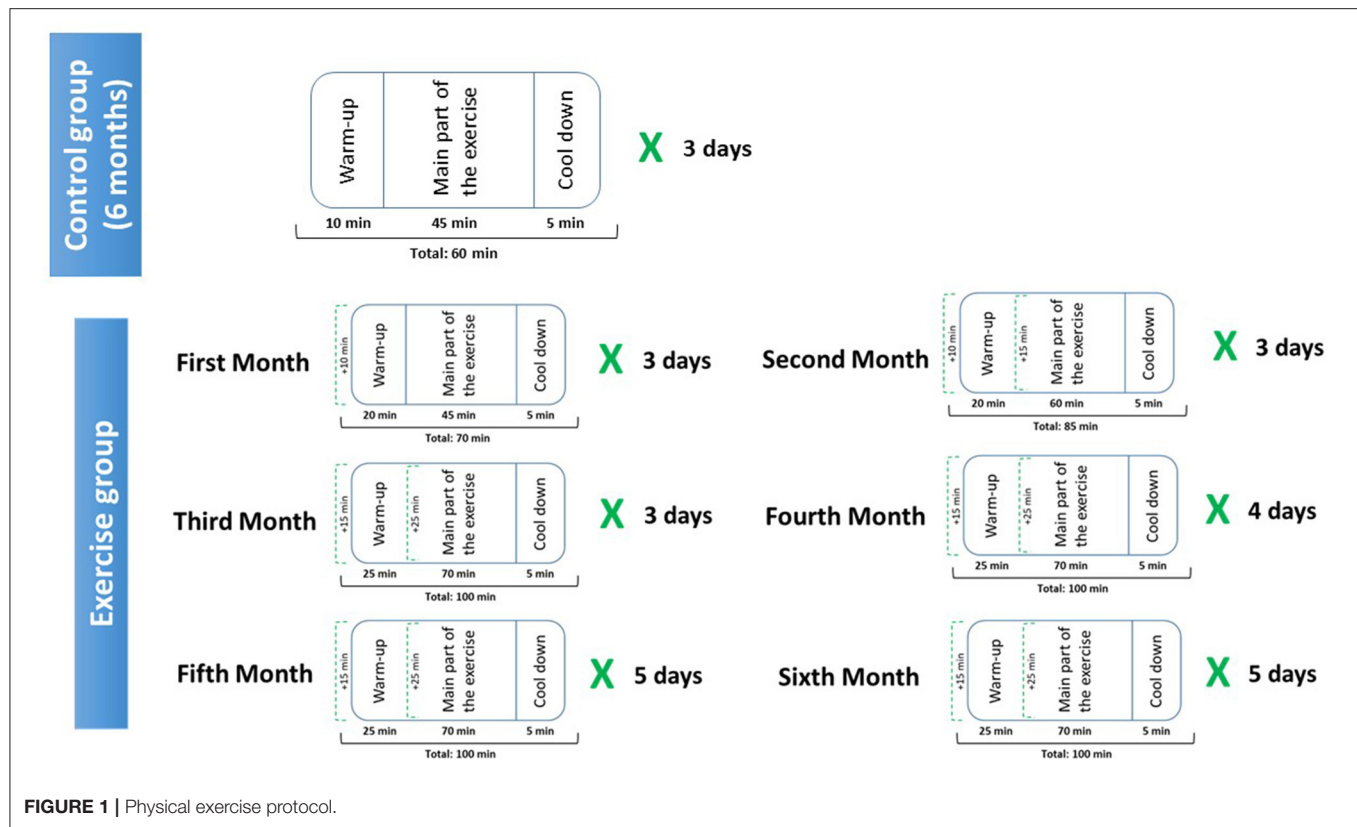 Control group
(6 months)
Warm-up
Main part of
the exercise
Cool down
X 3 days
10 min 45 min 5 min
Total: 60 min
Exercise group
First Month
+10 min
Warm-up
Main part of
the exercise
Cool down
X 3 days
20 min 45 min 5 min
Total: 70 min
Second Month
+10 min
Warm-up
+15 min
Main part of
the exercise
Cool down
X 3 days
20 min 60 min 5 min
Total: 85 min
Third Month
+15 min
Warm-up
+25 min
Main part of
the exercise
Cool down
X 3 days
25 min 70 min 5 min
Total: 100 min
Fourth Month
+15 min
Warm-up
+25 min
Main part of
the exercise
Cool down
X 4 days
25 min 70 min 5 min
Total: 100 min
Fifth Month
+15 min
Warm-up
+25 min
Main part of
the exercise
Cool down
X 5 days
25 min 70 min 5 min
Total: 100 min
Sixth Month
+15 min
Warm-up
+25 min
Main part of
the exercise
Cool down
X 5 days
25 min 70 min 5 min
Total: 100 min
FIGURE 1 | Physical exercise protocol.